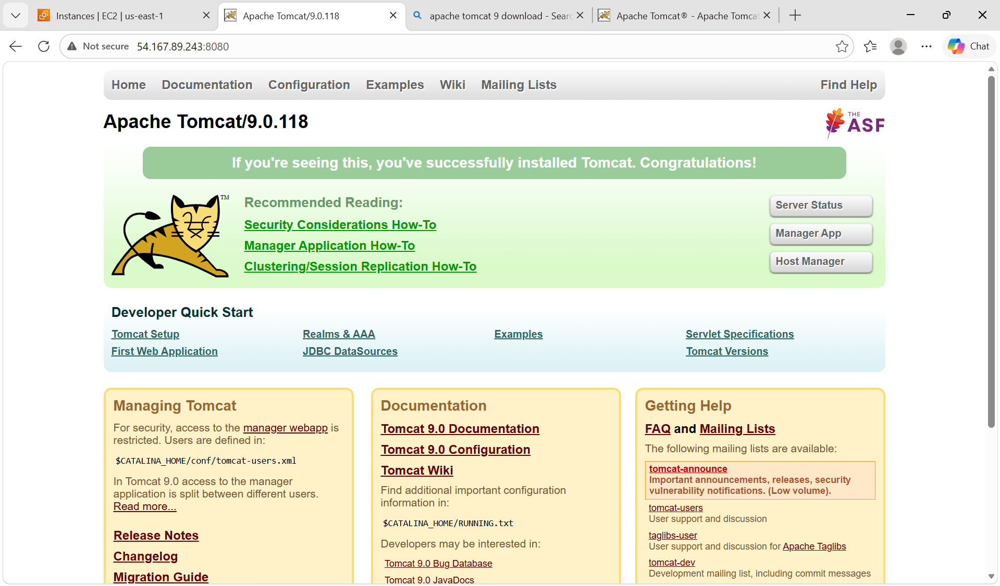 Instances | EC2 | us-east-1
Apache Tomcat/9.0.118
apache tomcat 9 download - Searc
Apache Tomcat® - Apache Tomca
Not secure 54.167.89.243:8080
Chat
Home Documentation Configuration Examples Wiki Mailing Lists Find Help
Apache Tomcat/9.0.118
THE
ASF
If you're seeing this, you've successfully installed Tomcat. Congratulations!
TM
Recommended Reading:
Security Considerations How-To
Manager Application How-To
Clustering/Session Replication How-To
Server Status
Manager App
Host Manager
Developer Quick Start
Tomcat Setup
First Web Application
Realms & AAA
JDBC DataSources
Examples
Servlet Specifications
Tomcat Versions
Managing Tomcat
For security, access to the manager webapp is
restricted. Users are defined in:
$CATALINA_HOME/conf/tomcat-users.xml
In Tomcat 9.0 access to the manager
application is split between different users.
Read more...
Release Notes
Changelog
Migration Guide
Documentation
Tomcat 9.0 Documentation
Tomcat 9.0 Configuration
Tomcat Wiki
Find additional important configuration
information in:
$CATALINA_HOME/RUNNING.txt
Developers may be interested in:
Tomcat 9.0 Bug Database
Tomcat 9.0 JavaDocs
Getting Help
FAQ and Mailing Lists
The following mailing lists are available:
tomcat-announce
Important announcements, releases, security
vulnerability notifications. (Low volume).
tomcat-users
User support and discussion
taglibs-user
User support and discussion for Apache Taglibs
tomcat-dev
Development mailing list, including commit messages